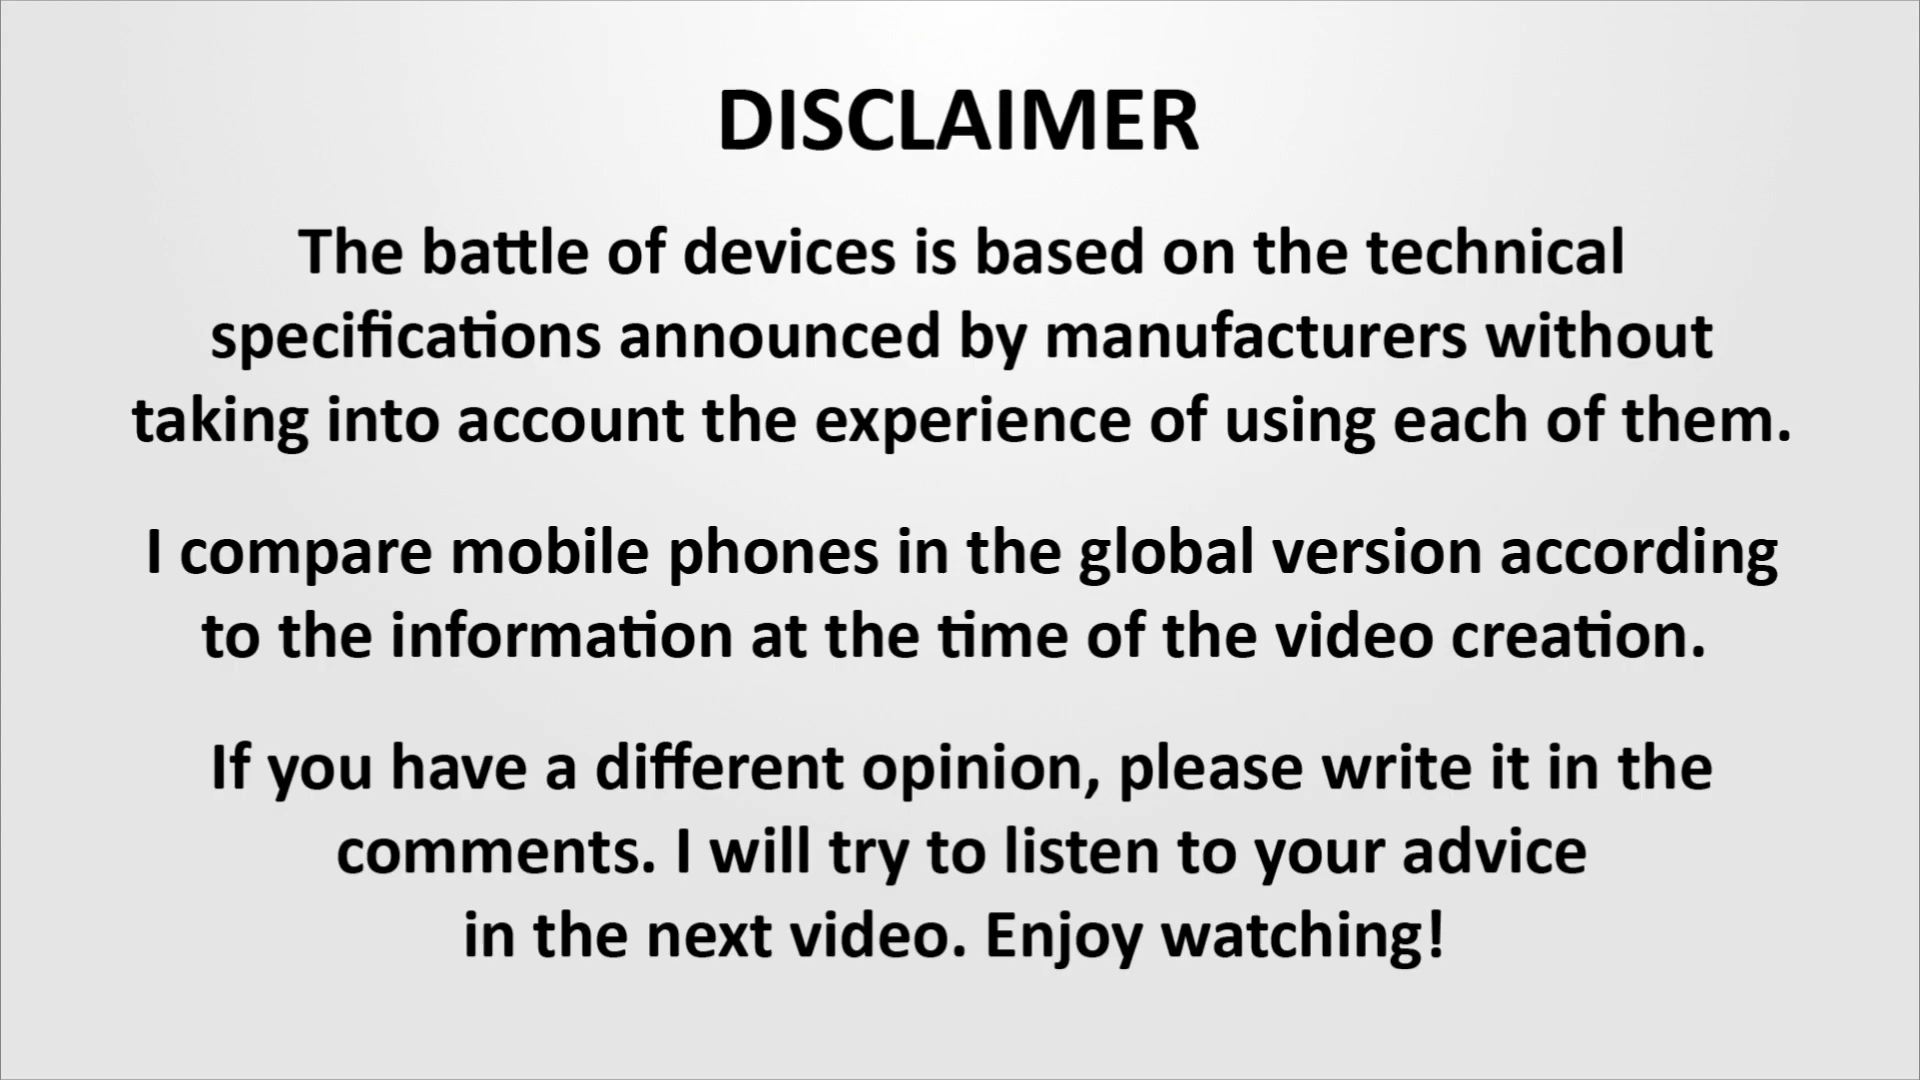 DISCLAIMER
The battle of devices is based on the technical
specifications announced by manufacturers without
taking into account the experience of using each of them.
I compare mobile phones in the global version according
to the information at the time of the video creation.
If you have a different opinion, please write it in the
comments. I will try to listen to your advice
in the next video. Enjoy watching!